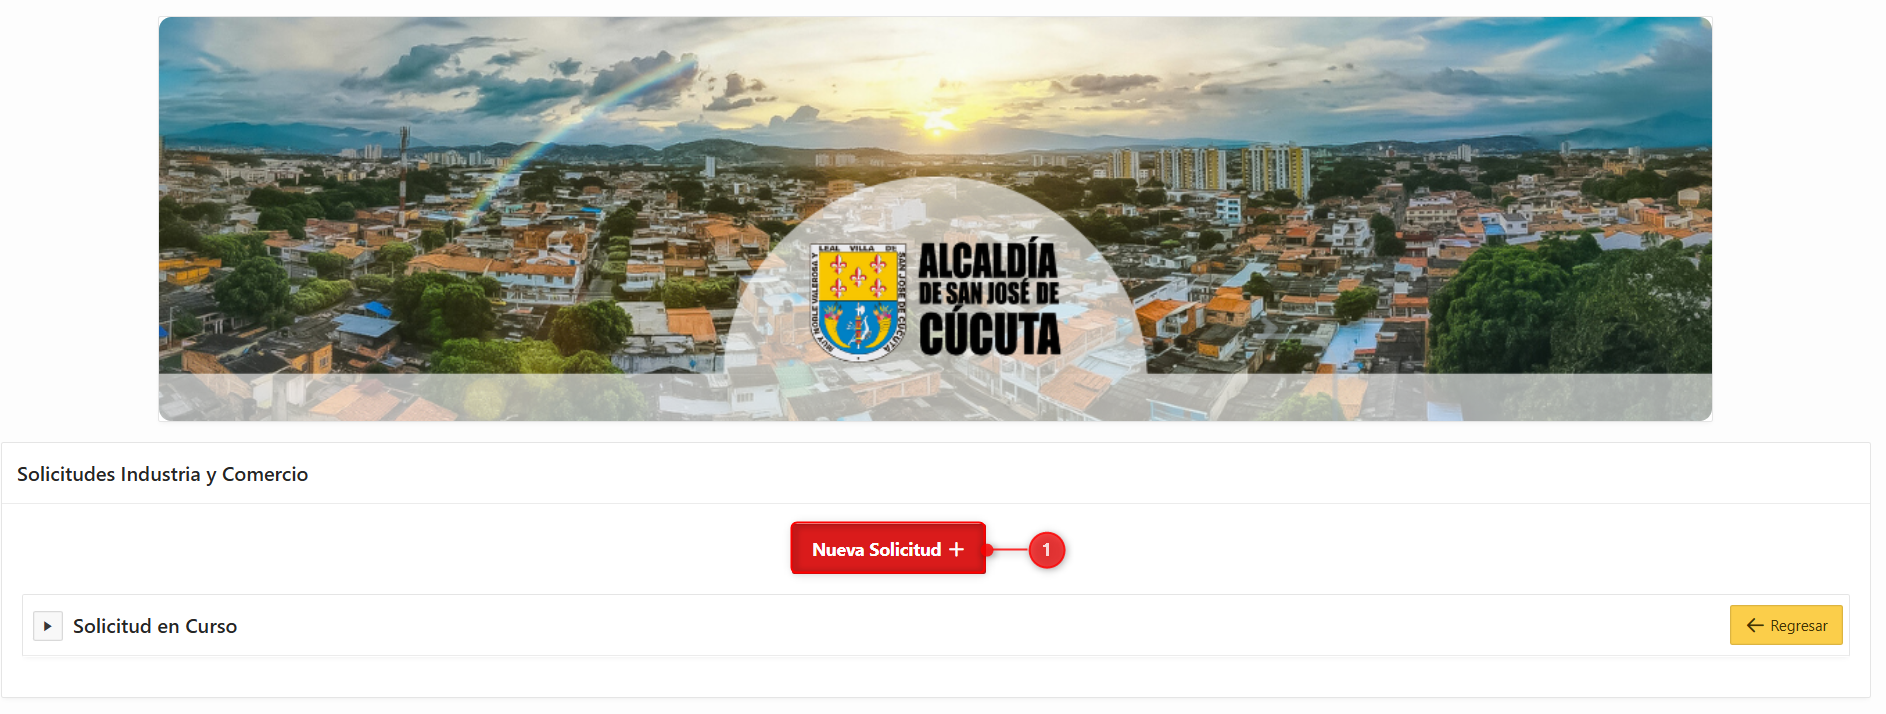 LEAL VILLA DE
MUY NOBLE VALEROSA Y
SAN JOSE DE CÚCUTA
ALCALDÍA
DE SAN JOSÉ DE
CÚCUTA
Solicitudes Industria y Comercio
Nueva Solicitud +
1
Solicitud en Curso
Regresar